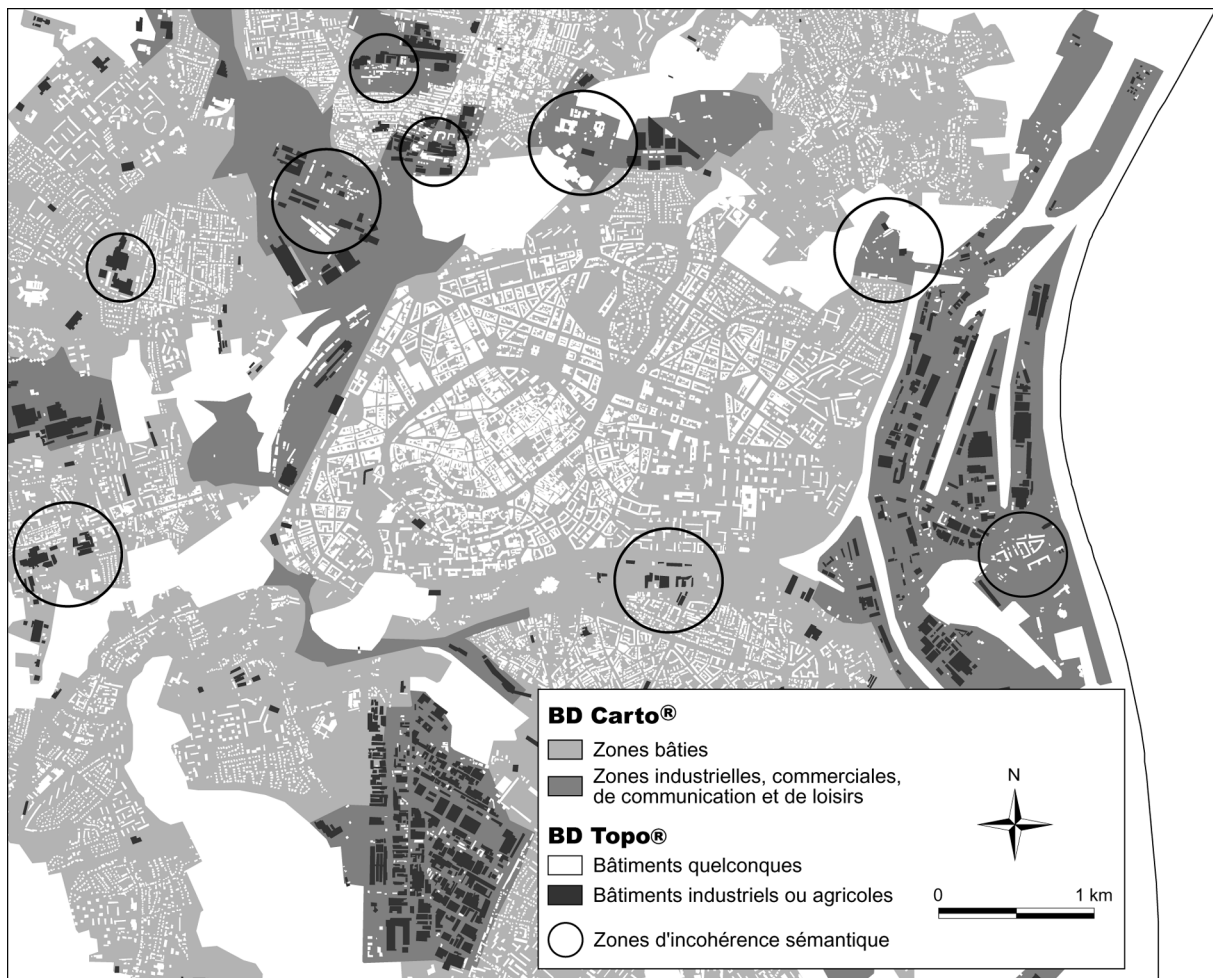 BD Carto®
Zones bâties
Zones industrielles, commerciales,
de communication et de loisirs
BD Topo®
Bâtiments quelconques
Bâtiments industriels ou agricoles
Zones d'incohérence sémantique
N
0 1 km